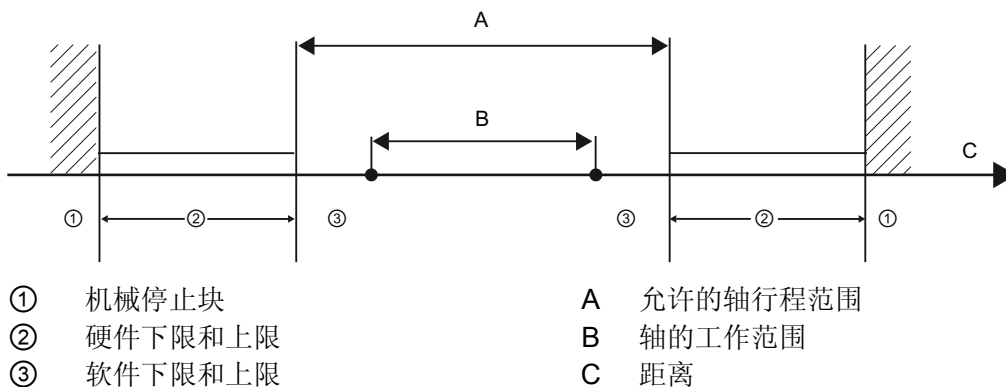 A
B
C
① ② ③ ③ ② ①
① 机械停止块 A 允许的轴行程范围
② 硬件下限和上限 B 轴的工作范围
③ 软件下限和上限 C 距离